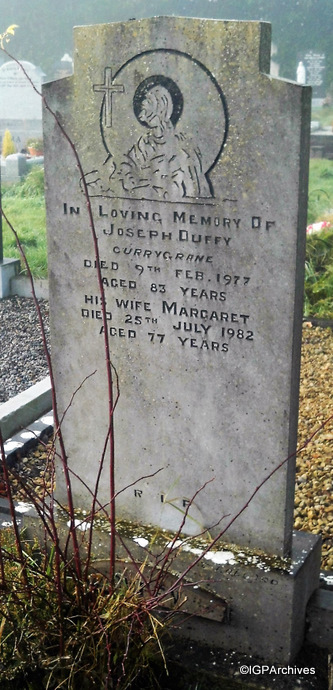 IN LOVING MEMORY OF
JOSEPH DUFFY
CURRYGRANE
DIED 9TH FEB. 1977
AGED 83 YEARS
HIS WIFE MARGARET
DIED 25TH JULY 1982
AGED 77 YEARS
R I P
©IGPArchives